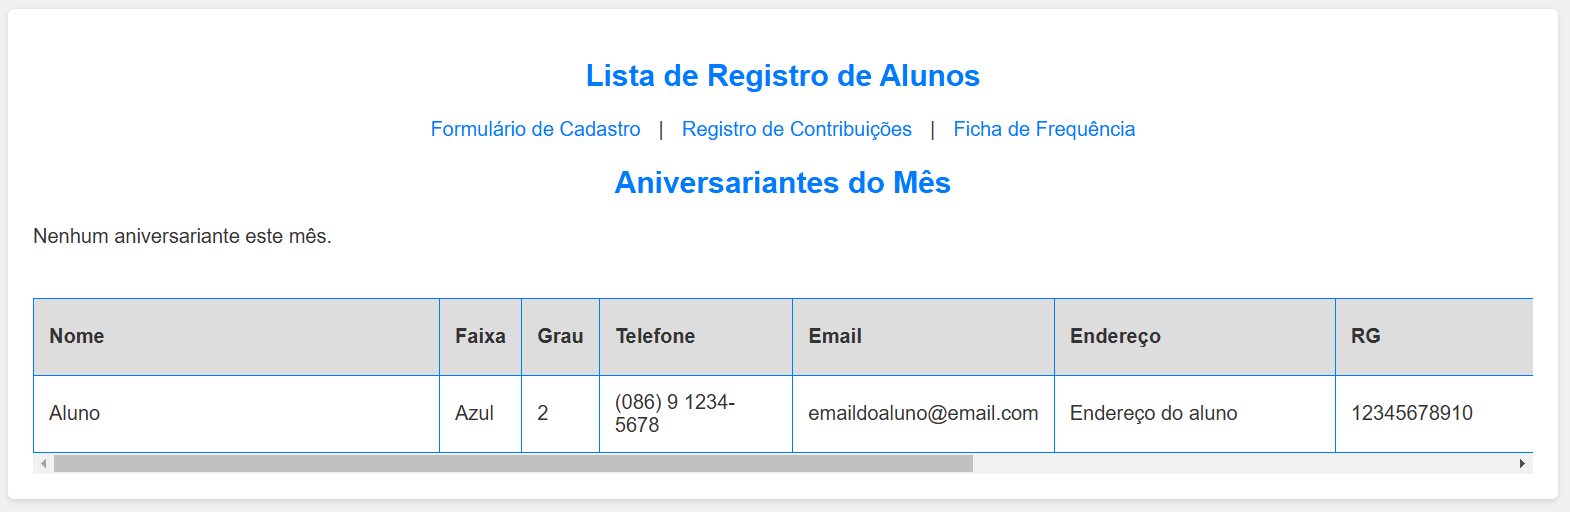 Lista de Registro de Alunos
Formulário de Cadastro | Registro de Contribuições | Ficha de Frequência
Aniversariantes do Mês
Nenhum aniversariante este mês.
Nome Faixa Grau Telefone Email Endereço RG
Aluno Azul 2 (086) 9 1234-
5678 emaildoaluno@email.com Endereço do aluno 12345678910